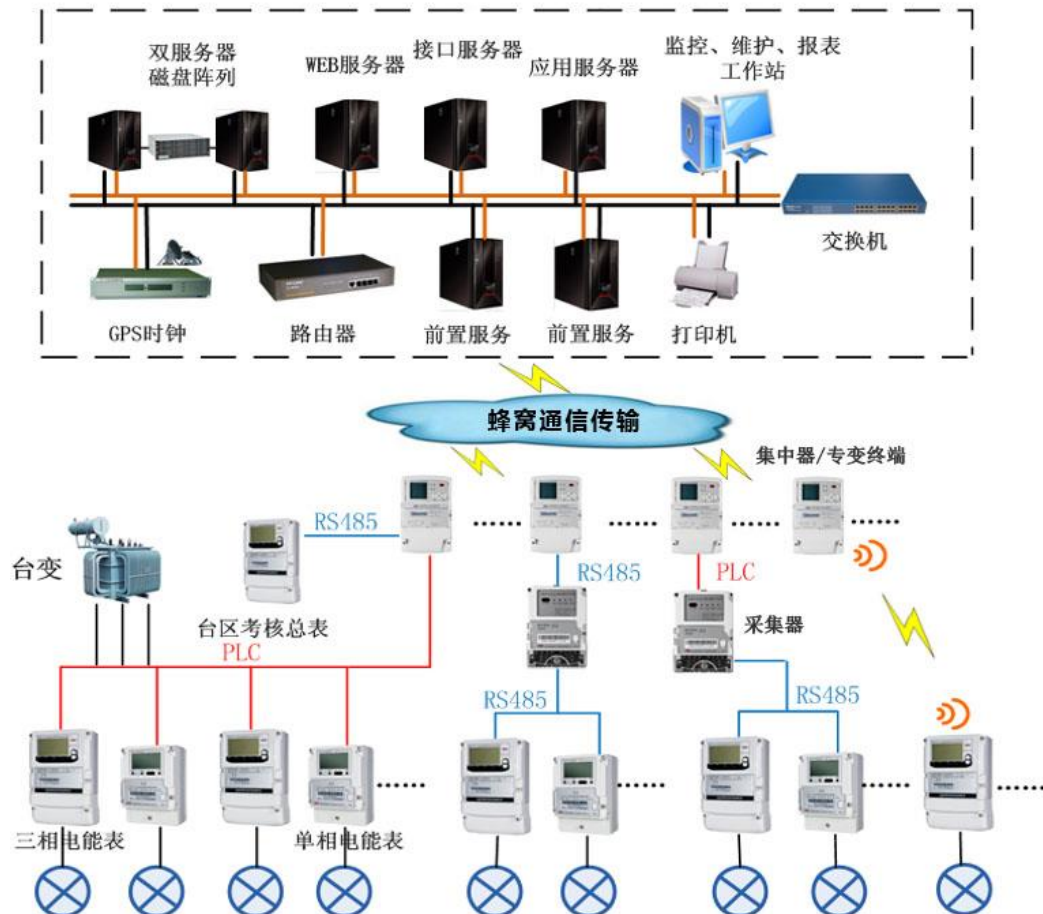 双服务器
磁盘阵列
WEB服务器
接口服务器
应用服务器
监控、维护、报表
工作站
交换机
GPS时钟
路由器
前置服务
前置服务
打印机
蜂窝通信传输
集中器/专变终端
RS485
台变
RS485
PLC
台区考核总表
采集器
PLC
RS485
RS485
三相电能表
单相电能表